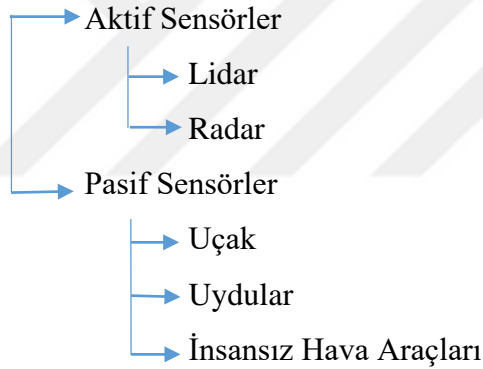 Aktif Sensörler
Lidar
Radar
Pasif Sensörler
Uçak
Uydular
İnsansız Hava Araçları